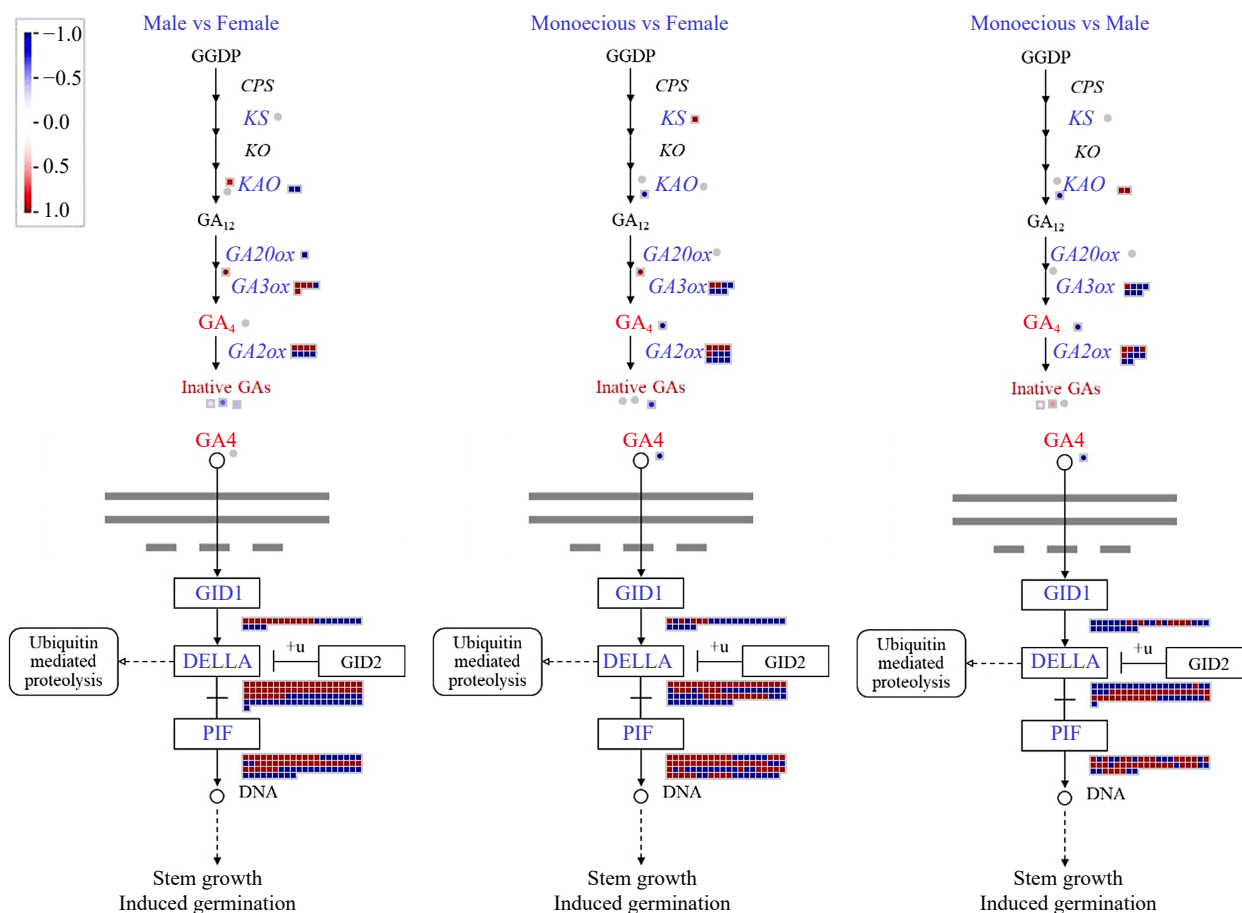 Male vs Female
Monoecious vs Female
Monoecious vs Male
−1.0
−0.5
0.0
0.5
1.0
GGDP
CPS
KS
KO
KAO
GA12
GA20ox
GA3ox
GA4
GA2ox
Inative GAs
GA4
GID1
Ubiquitin
mediated
proteolysis
DELLA
+u
GID2
PIF
DNA
Stem growth
Induced germination
GGDP
CPS
KS
KO
KAO
GA12
GA20ox
GA3ox
GA4
GA2ox
Inative GAs
GA4
GID1
Ubiquitin
mediated
proteolysis
DELLA
+u
GID2
PIF
DNA
Stem growth
Induced germination
GGDP
CPS
KS
KO
KAO
GA12
GA20ox
GA3ox
GA4
GA2ox
Inative GAs
GA4
GID1
Ubiquitin
mediated
proteolysis
DELLA
+u
GID2
PIF
DNA
Stem growth
Induced germination